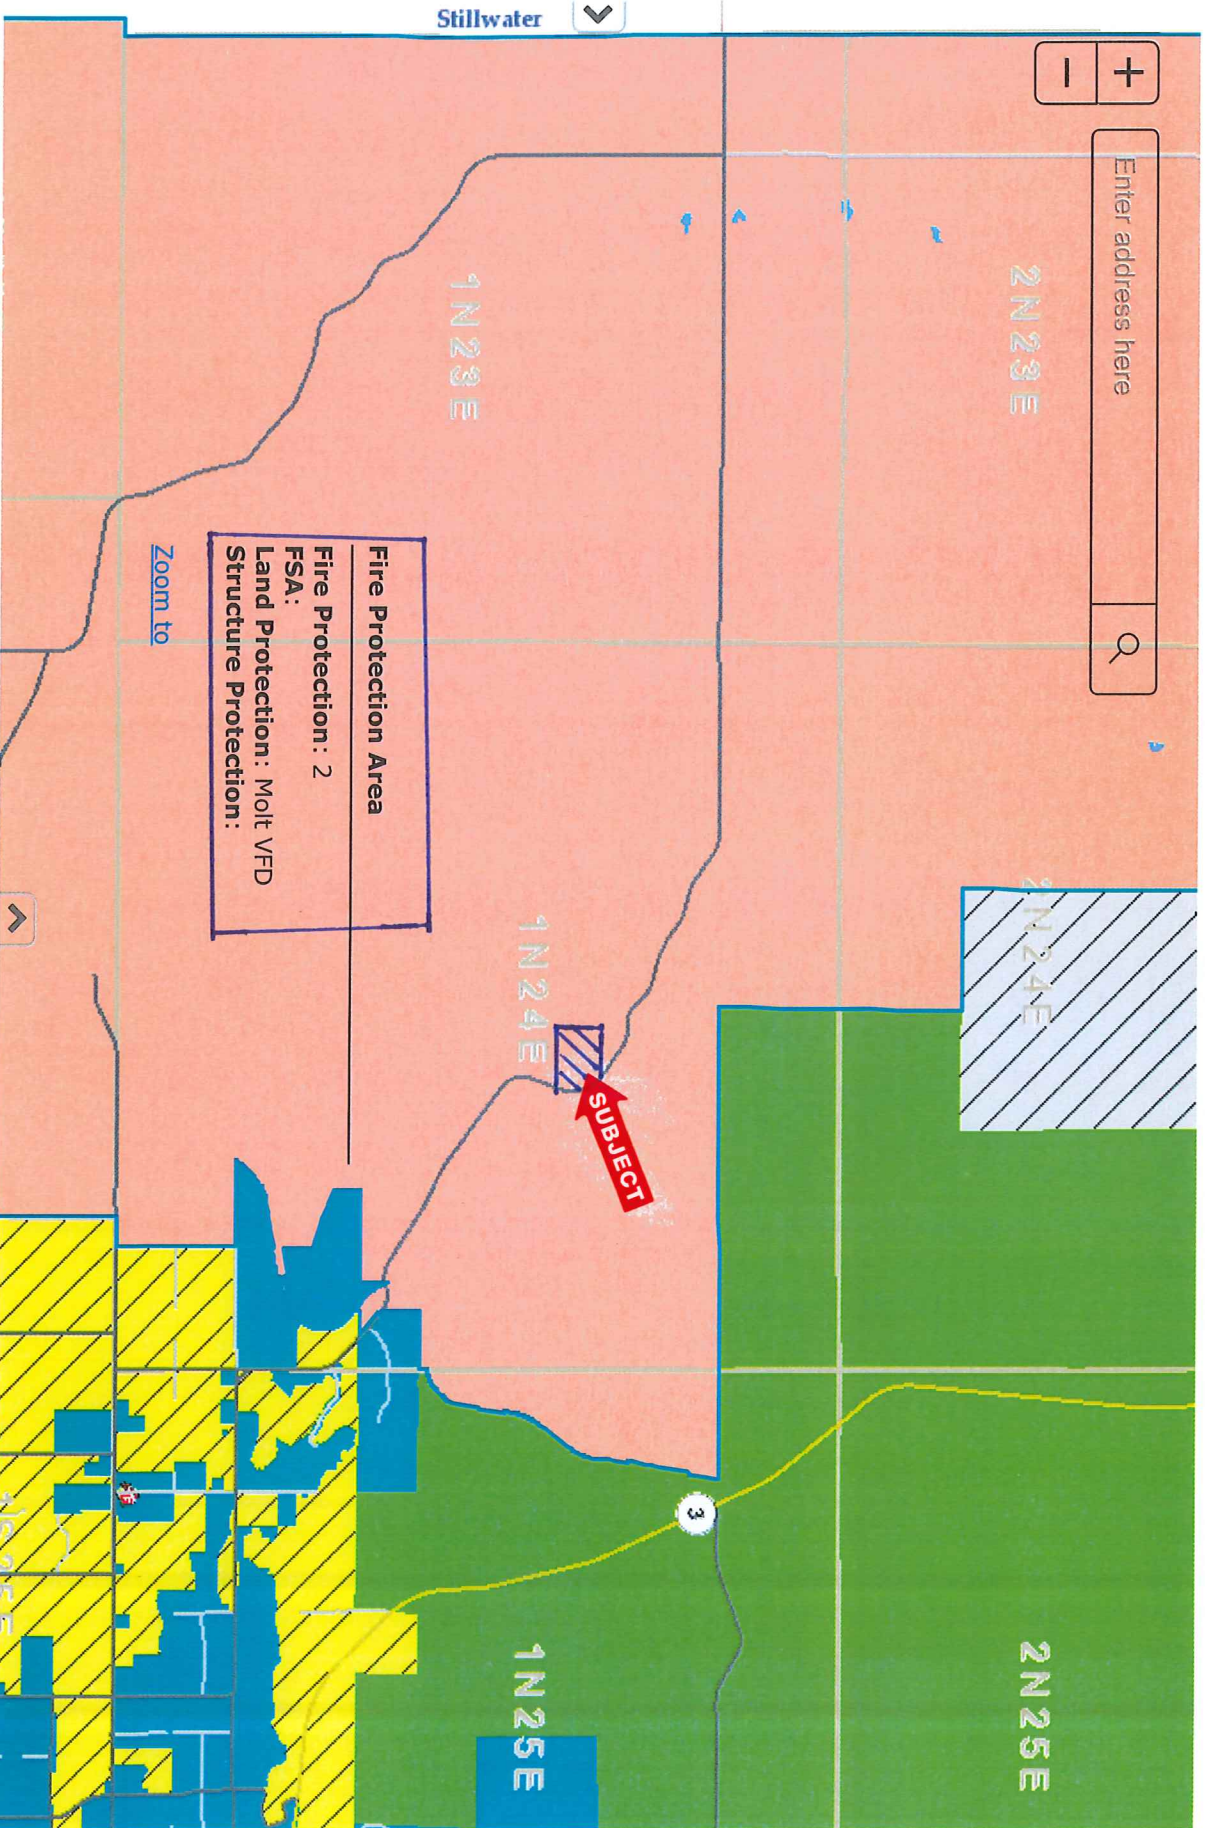 Stillwater
+
−
Enter address here
2N23E
1N23E
2N24E
1N24E
2N25E
1N25E
SUBJECT
3
Fire Protection Area
Fire Protection: 2
FSA:
Land Protection: Molt VFD
Structure Protection:
Zoom to